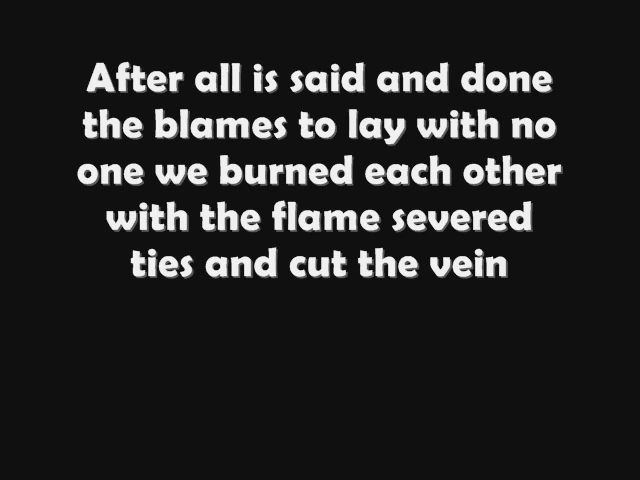 After all is said and done
the blames to lay with no
one we burned each other
with the flame severed
ties and cut the vein